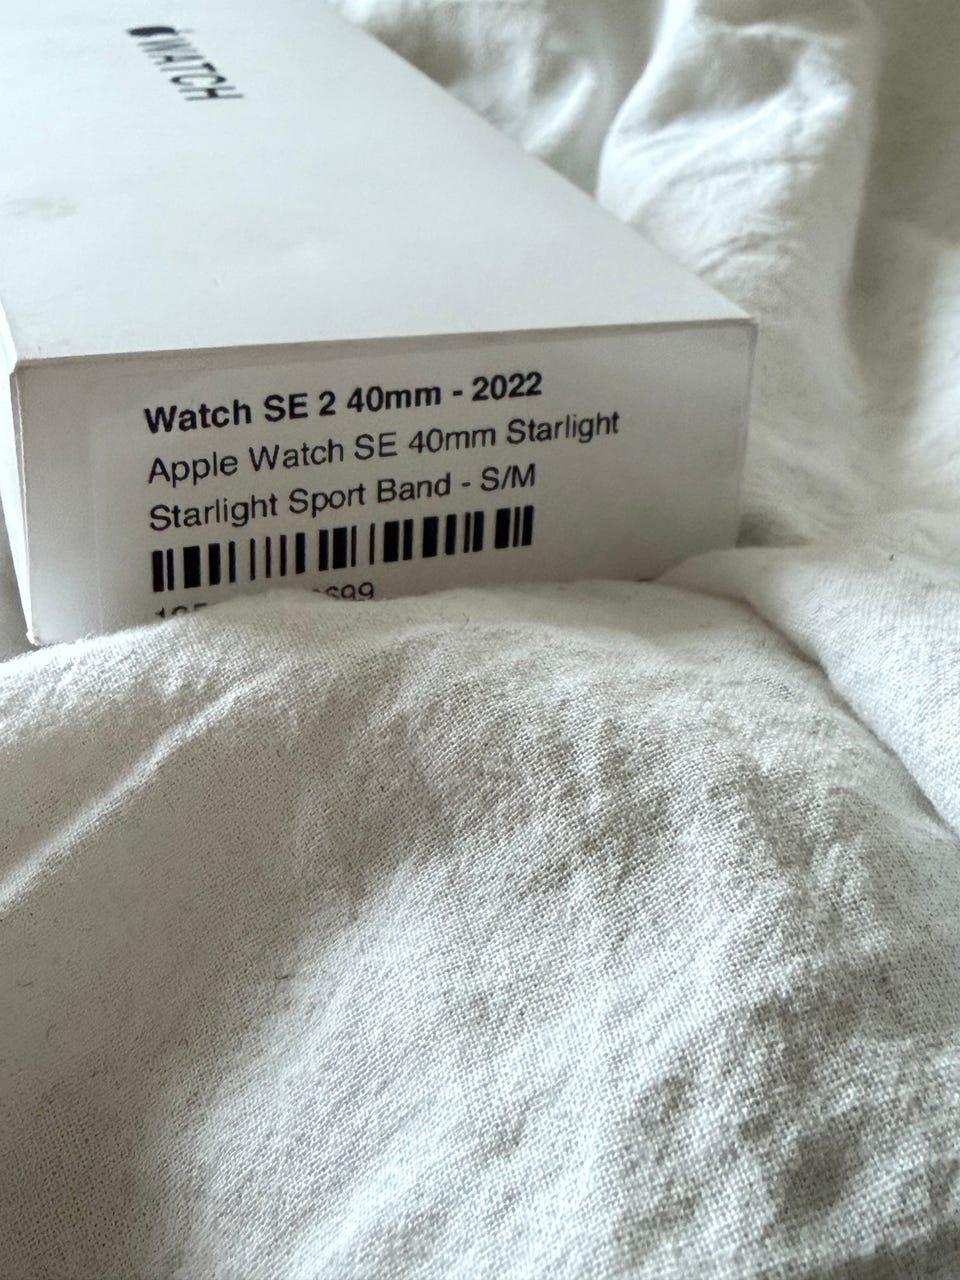 WATCH
Watch SE 2 40mm - 2022
Apple Watch SE 40mm Starlight
Starlight Sport Band - S/M